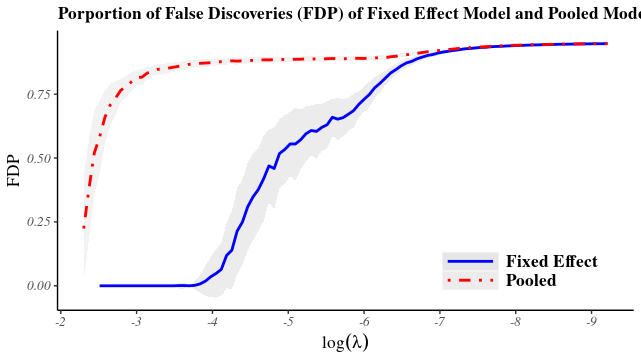 Porportion of False Discoveries (FDP) of Fixed Effect Model and Pooled Mode
FDP
0.75
0.50
0.25
0.00
Fixed Effect
Pooled
-2 -3 -4 -5 -6 -7 -8 -9
log(λ)